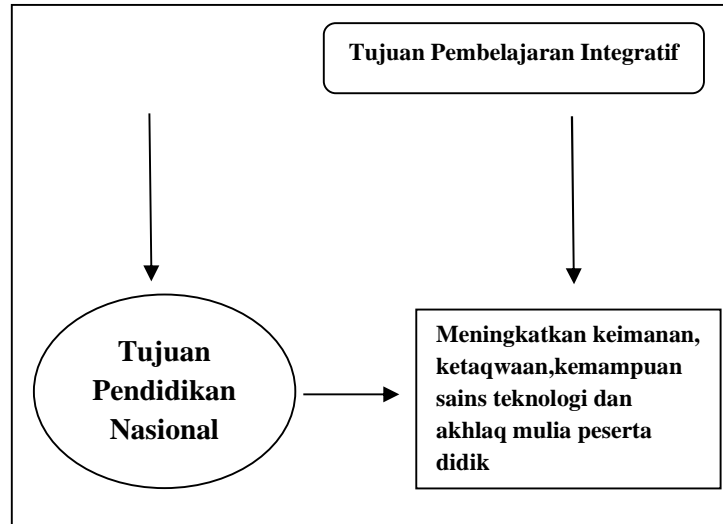 Tujuan Pembelajaran Integratif
Tujuan
Pendidikan
Nasional
Meningkatkan keimanan,
ketaqwaan,kemampuan
sains teknologi dan
akhlaq mulia peserta
didik